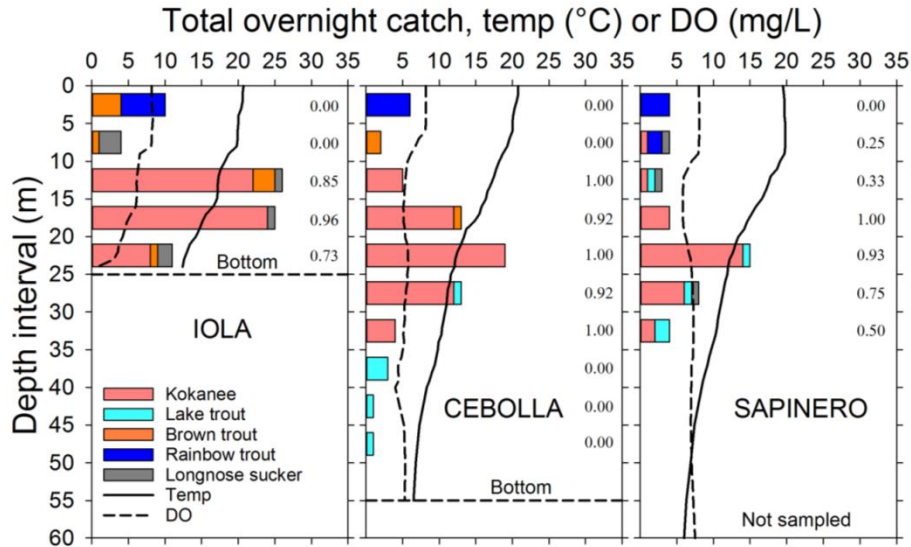 Total overnight catch, temp (°C) or DO (mg/L)
0 5 10 15 20 25 30 35 5 10 15 20 25 30 35 5 10 15 20 25 30 35
Depth interval (m)
0
5
10
15
20
25
30
35
40
45
50
55
60
0.00
0.00
0.85
0.96
0.73
Bottom
IOLA
Kokanee
Lake trout
Brown trout
Rainbow trout
Longnose sucker
Temp
DO
0.00
0.00
1.00
0.92
1.00
0.92
1.00
0.00
0.00
0.00
CEBOLLA
Bottom
0.00
0.25
0.33
1.00
0.93
0.75
0.50
SAPINERO
Not sampled